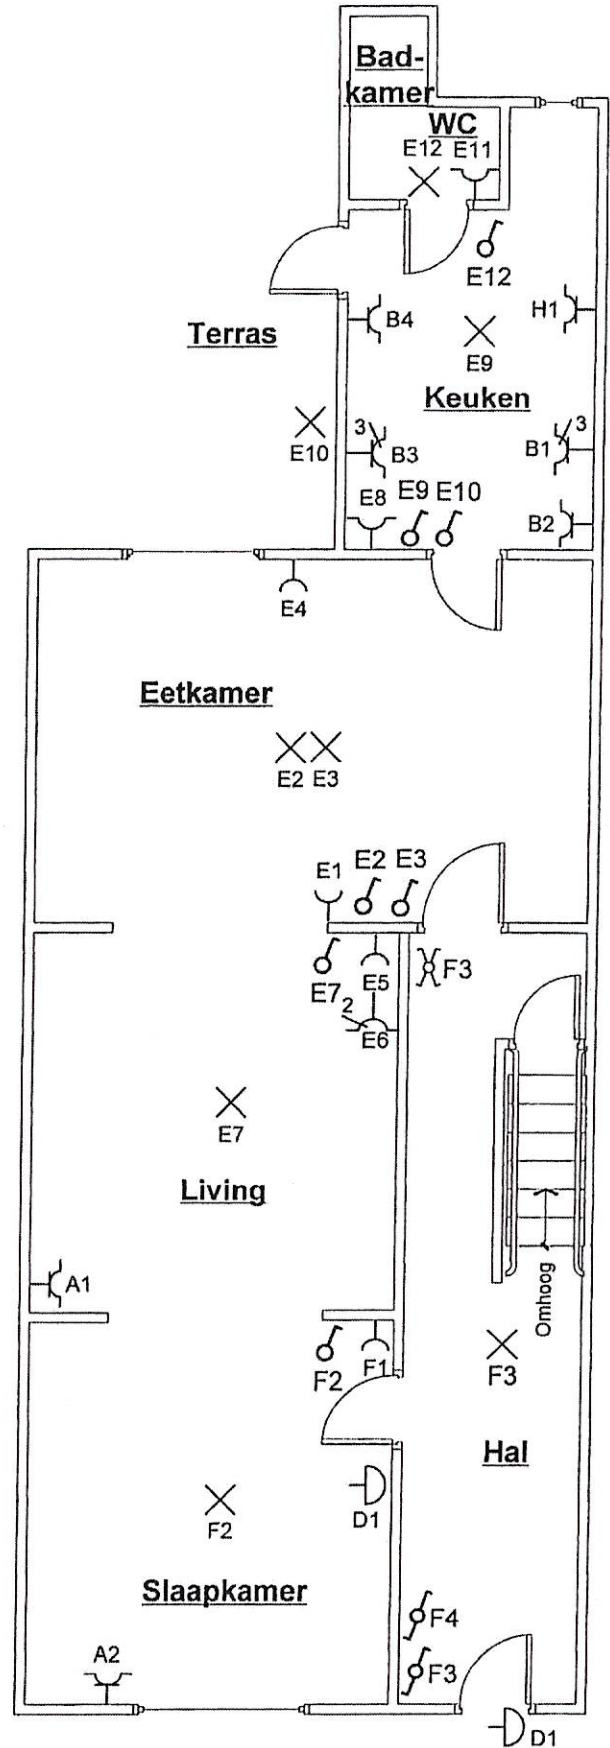 Bad-
kamer
WC
E12 E11
E12
B4
H1
Terras
E9
Keuken
E10
3
B3
3
B1
E8
E9 E10
B2
E4
Eetkamer
E2 E3
E1
E2 E3
E7
E5
F3
2
E6
E7
Living
A1
Omhoog
F2
F1
F3
Hal
D1
F2
Slaapkamer
F4
A2
F3
D1